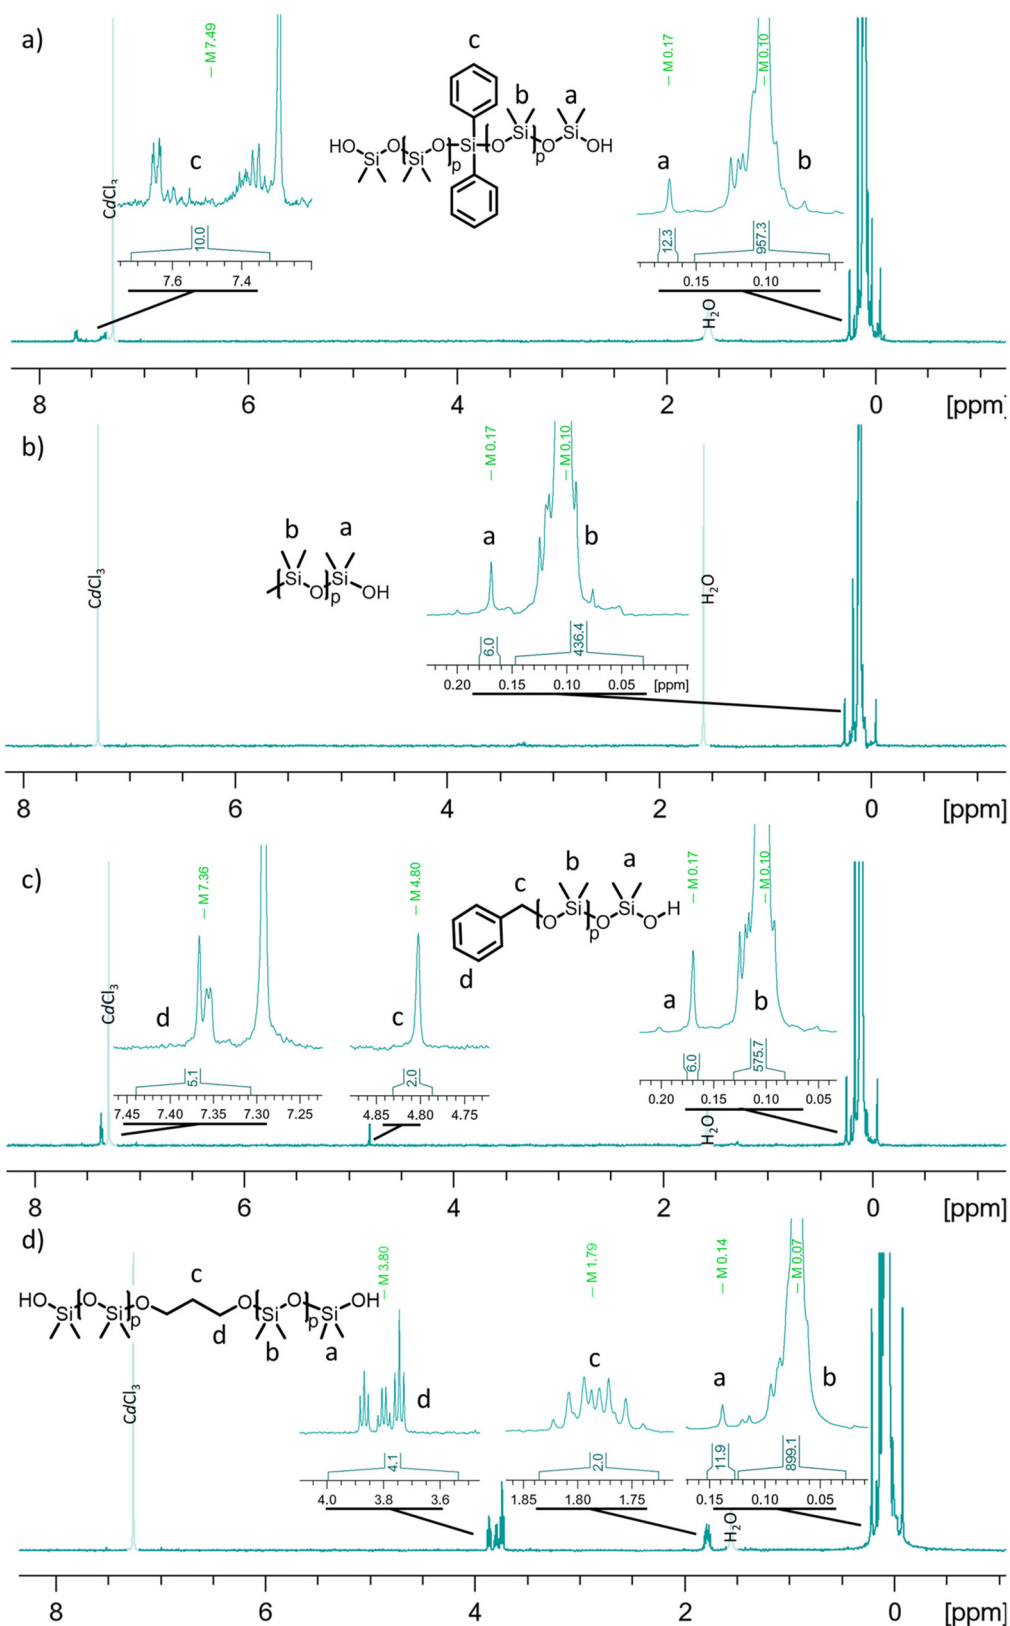 a)
— M 7.49
c
— M 0.17
— M 0.10
b
a
HO
Si
O
Si
O
p
Si
O
Si
p
O
Si
OH
c
CdCl3
a
b
10.0
12.3
957.3
7.6
7.4
0.15
0.10
H2O
8
6
4
2
0
[ppm]
b)
— M 0.17
— M 0.10
b
a
Si
O
p
Si
OH
a
b
CdCl3
H2O
6.0
436.4
0.20
0.15
0.10
0.05
[ppm]
8
6
4
2
0
[ppm]
c)
— M 7.36
— M 4.80
b
a
c
O
Si
p
O
Si
O
H
d
— M 0.17
— M 0.10
CdCl3
d
c
a
b
5.1
2.0
6.0
575.7
7.45
7.40
7.35
7.30
7.25
4.85
4.80
4.75
0.20
0.15
0.10
0.05
H2O
8
6
4
2
0
[ppm]
d)
— M 3.80
— M 1.79
— M 0.14
— M 0.07
c
HO
Si
O
Si
p
O
O
Si
O
p
Si
OH
d
b
a
CdCl3
d
c
a
b
4.1
2.0
11.9
899.1
4.0
3.8
3.6
1.85
1.80
1.75
0.15
0.10
0.05
H2O
8
6
4
2
0
[ppm]